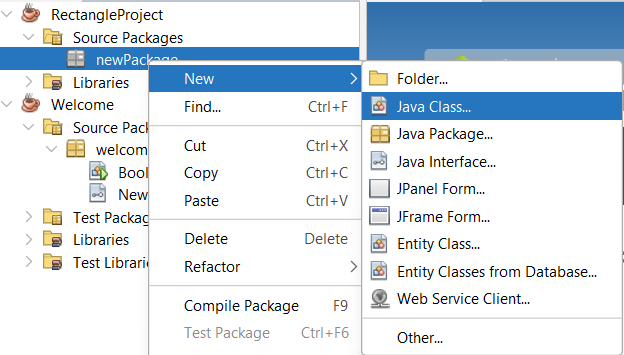 RectangleProject
Source Packages
newPackage
Libraries
Welcome
Source Pac
welcom
Bool
New
Test Packag
Libraries
Test Librari
New
Find... Ctrl+F
Cut Ctrl+X
Copy Ctrl+C
Paste Ctrl+V
Delete Delete
Refactor
Compile Package F9
Test Package Ctrl+F6
Folder...
Java Class...
Java Package...
Java Interface...
JPanel Form...
JFrame Form...
Entity Class...
Entity Classes from Database...
Web Service Client...
Other...